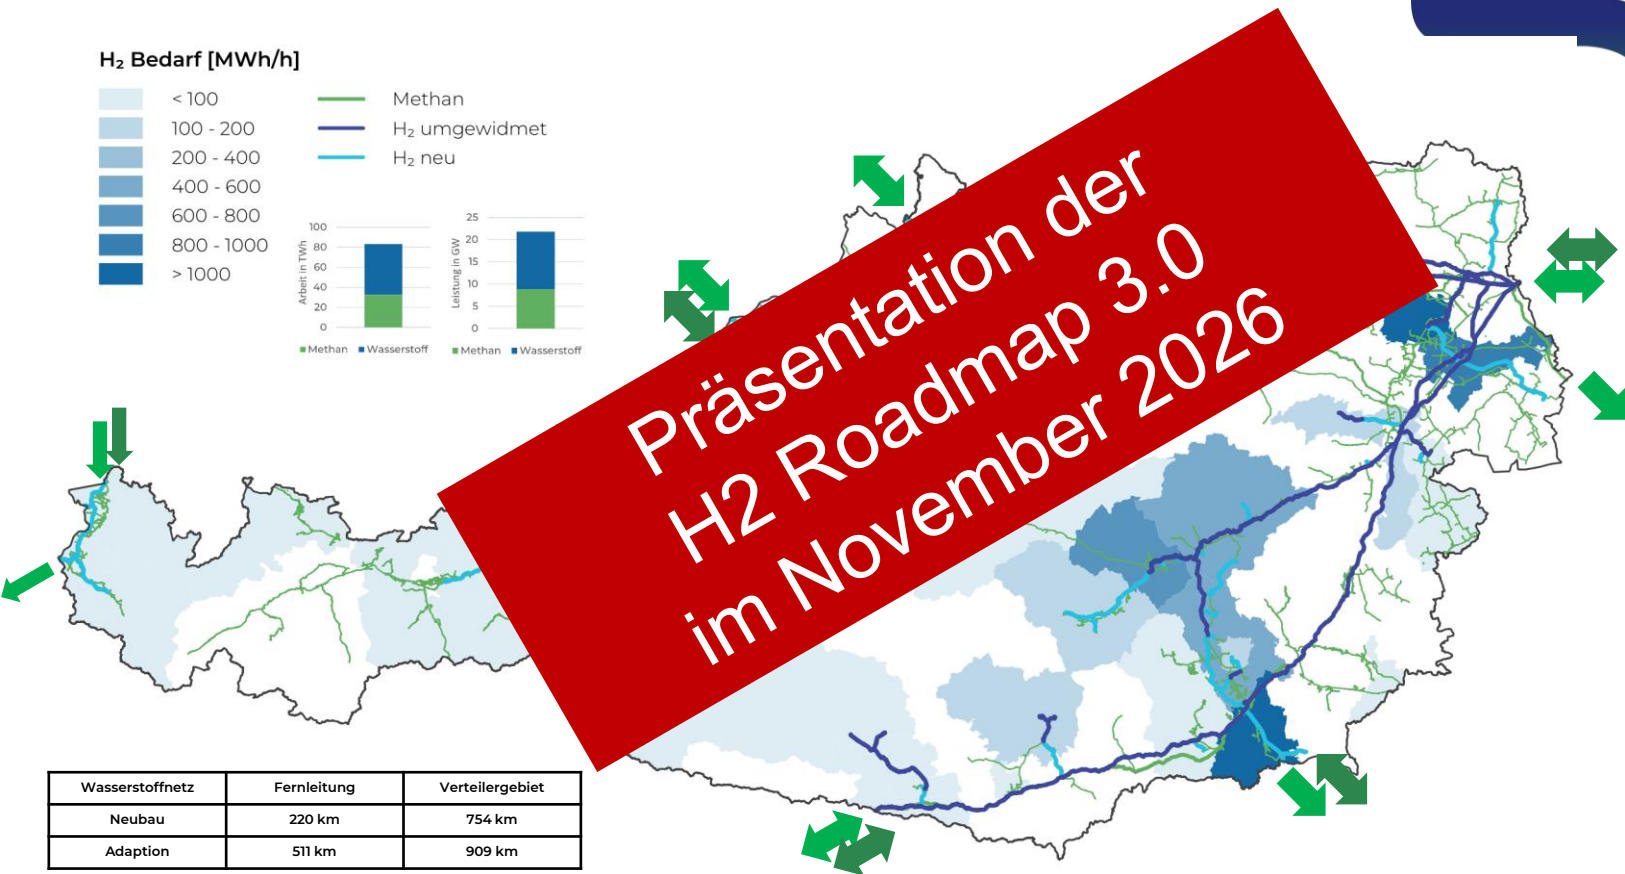 H₂ Bedarf [MWh/h]
< 100
100 - 200
200 - 400
400 - 600
600 - 800
800 - 1000
> 1000
Methan
H₂ umgewidmet
H₂ neu
Arbeit in TWh
100
80
60
40
20
0
Methan Wasserstoff
Leistung in GW
25
20
15
10
5
0
Methan Wasserstoff
Präsentation der
H2 Roadmap 3.0
im November 2026
Wasserstoffnetz Fernleitung Verteilergebiet
Neubau 220 km 754 km
Adaption 511 km 909 km